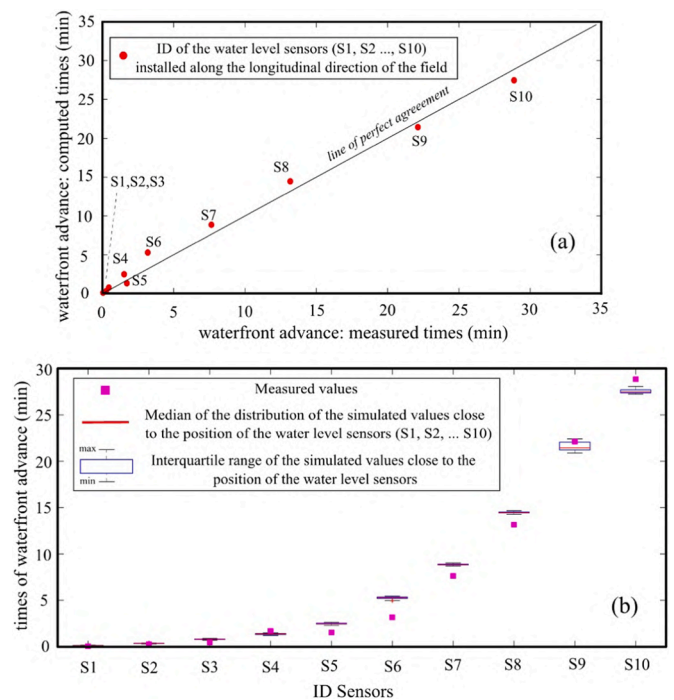 35
30
25
20
15
10
5
0
waterfront advance: computed times (min)
ID of the water level sensors (S1, S2 ..., S10)
installed along the longitudinal direction of the field
line of perfect agreeement
S1,S2,S3
S4
S5
S6
S7
S8
S9
S10
(a)
0 5 10 15 20 25 30 35
waterfront advance: measured times (min)
30
25
20
15
10
5
0
times of waterfront advance (min)
Measured values
Median of the distribution of the simulated values close
to the position of the water level sensors (S1, S2, ... S10)
max
min
Interquartile range of the simulated values close to the
position of the water level sensors
(b)
S1 S2 S3 S4 S5 S6 S7 S8 S9 S10
ID Sensors